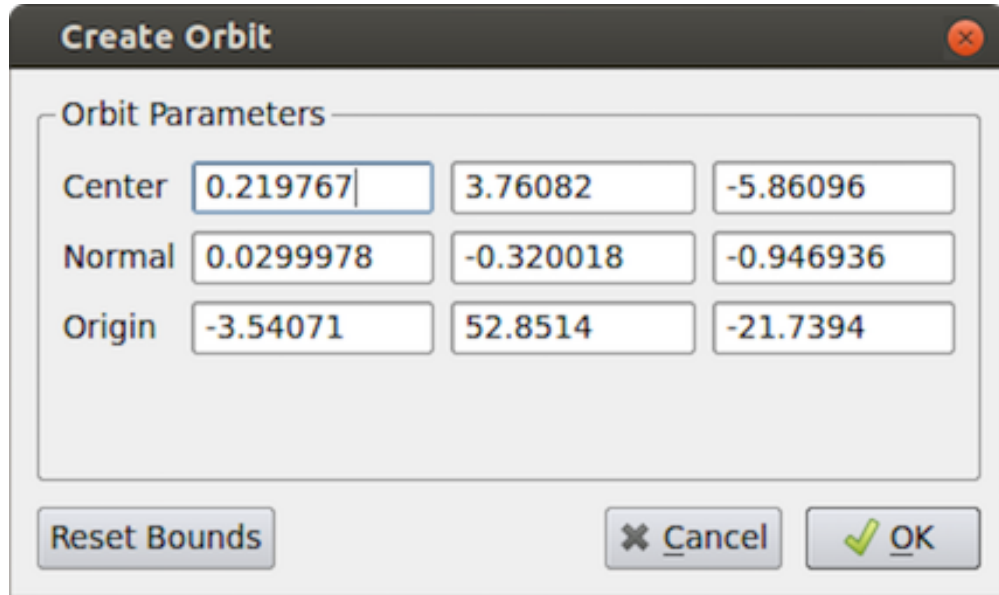 Create Orbit
Orbit Parameters
Center 0.219767 3.76082 -5.86096
Normal 0.0299978 -0.320018 -0.946936
Origin -3.54071 52.8514 -21.7394
Reset Bounds Cancel OK